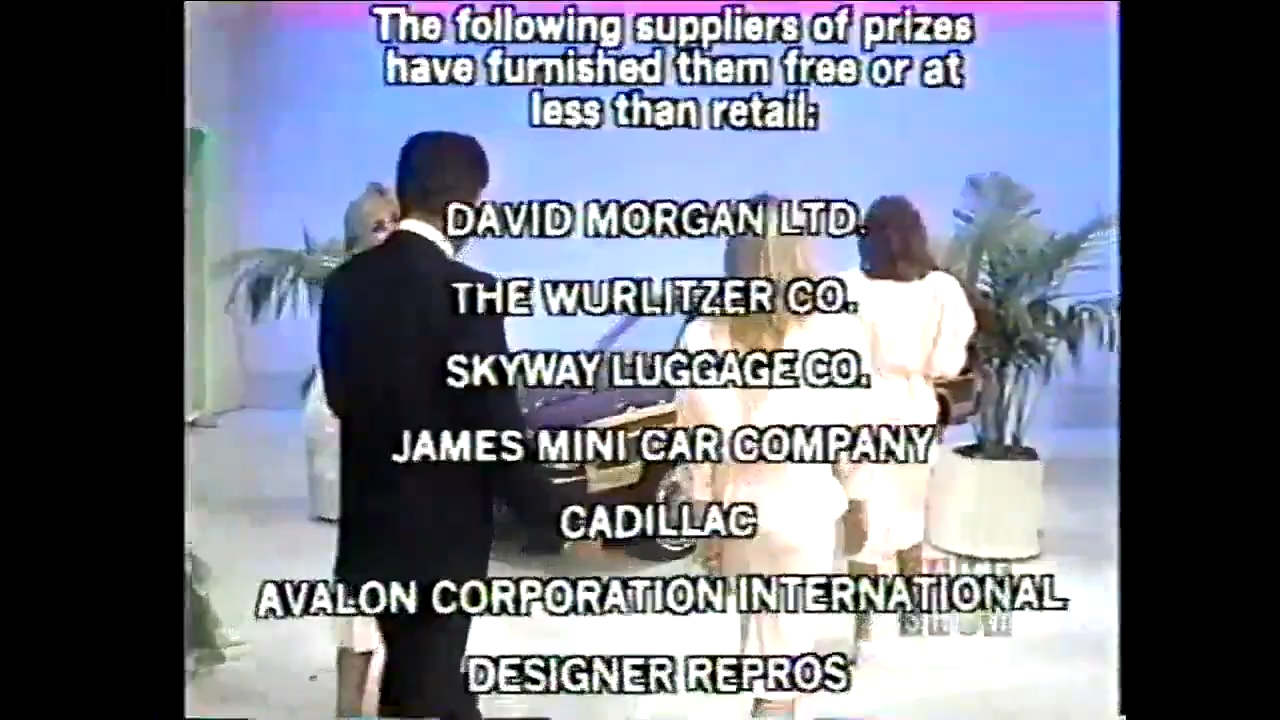 The following suppliers of prizes
have furnished them free or at
less than retail:
DAVID MORGAN LTD.
THE WURLITZER CO.
SKYWAY LUGGAGE CO.
JAMES MINI CAR COMPANY
CADILLAC
AVALON CORPORATION INTERNATIONAL
DESIGNER REPROS